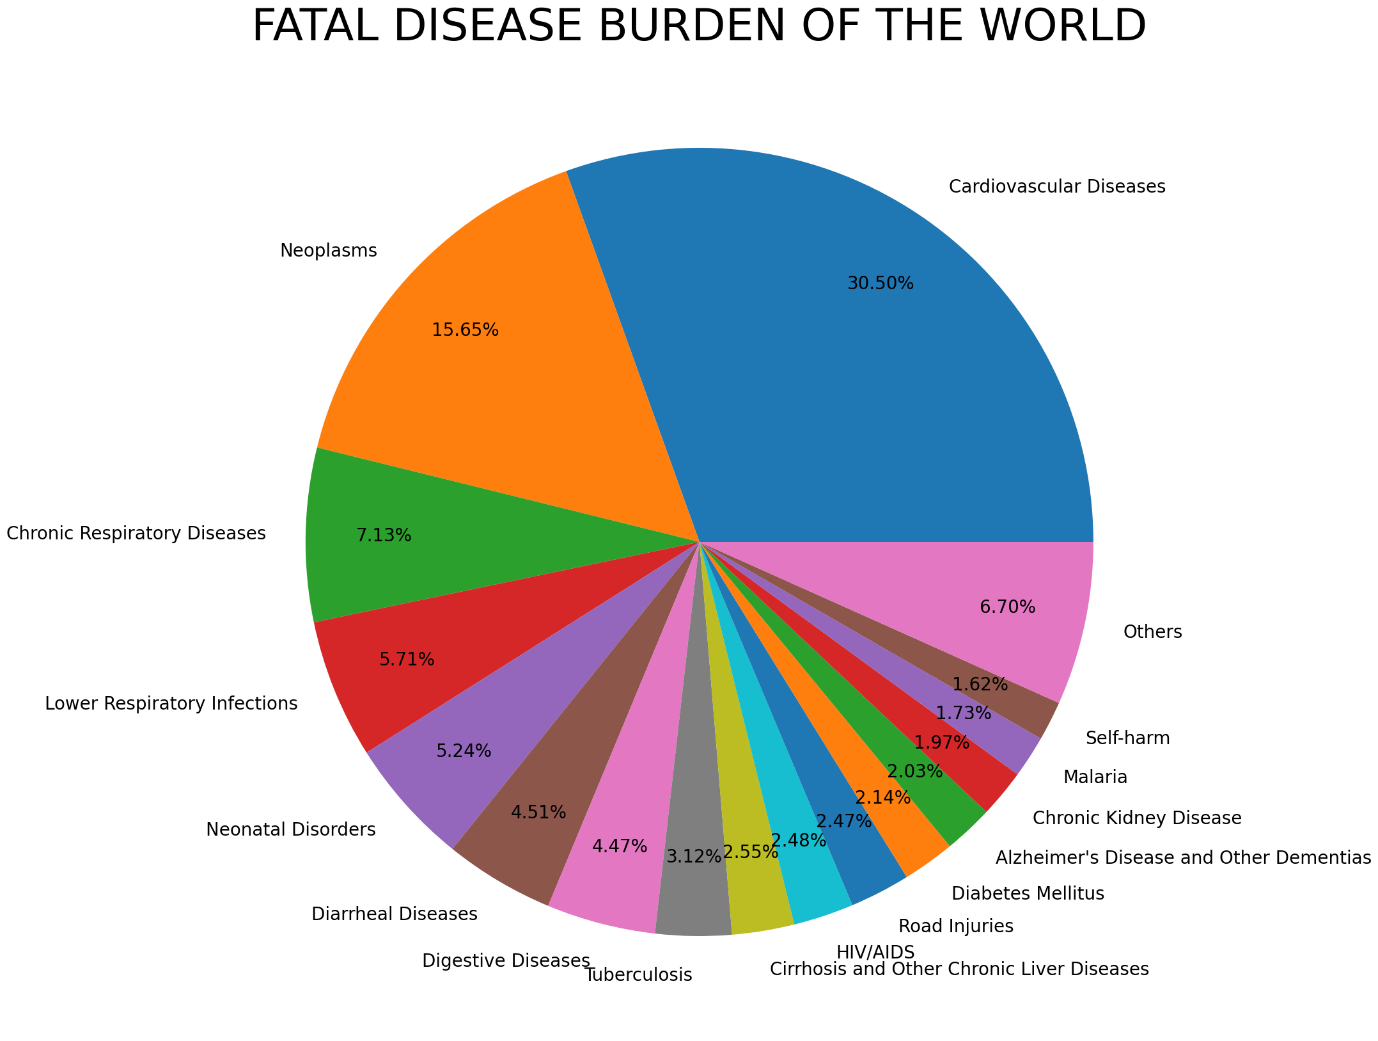 FATAL DISEASE BURDEN OF THE WORLD
Cardiovascular Diseases
30.50%
Neoplasms
15.65%
Chronic Respiratory Diseases
7.13%
Lower Respiratory Infections
5.71%
Neonatal Disorders
5.24%
Diarrheal Diseases
4.51%
Digestive Diseases
4.47%
Tuberculosis
3.12%
Cirrhosis and Other Chronic Liver Diseases
2.55%
HIV/AIDS
2.48%
Road Injuries
2.47%
Diabetes Mellitus
2.14%
Alzheimer's Disease and Other Dementias
2.03%
Chronic Kidney Disease
1.97%
Malaria
1.73%
Self-harm
1.62%
Others
6.70%